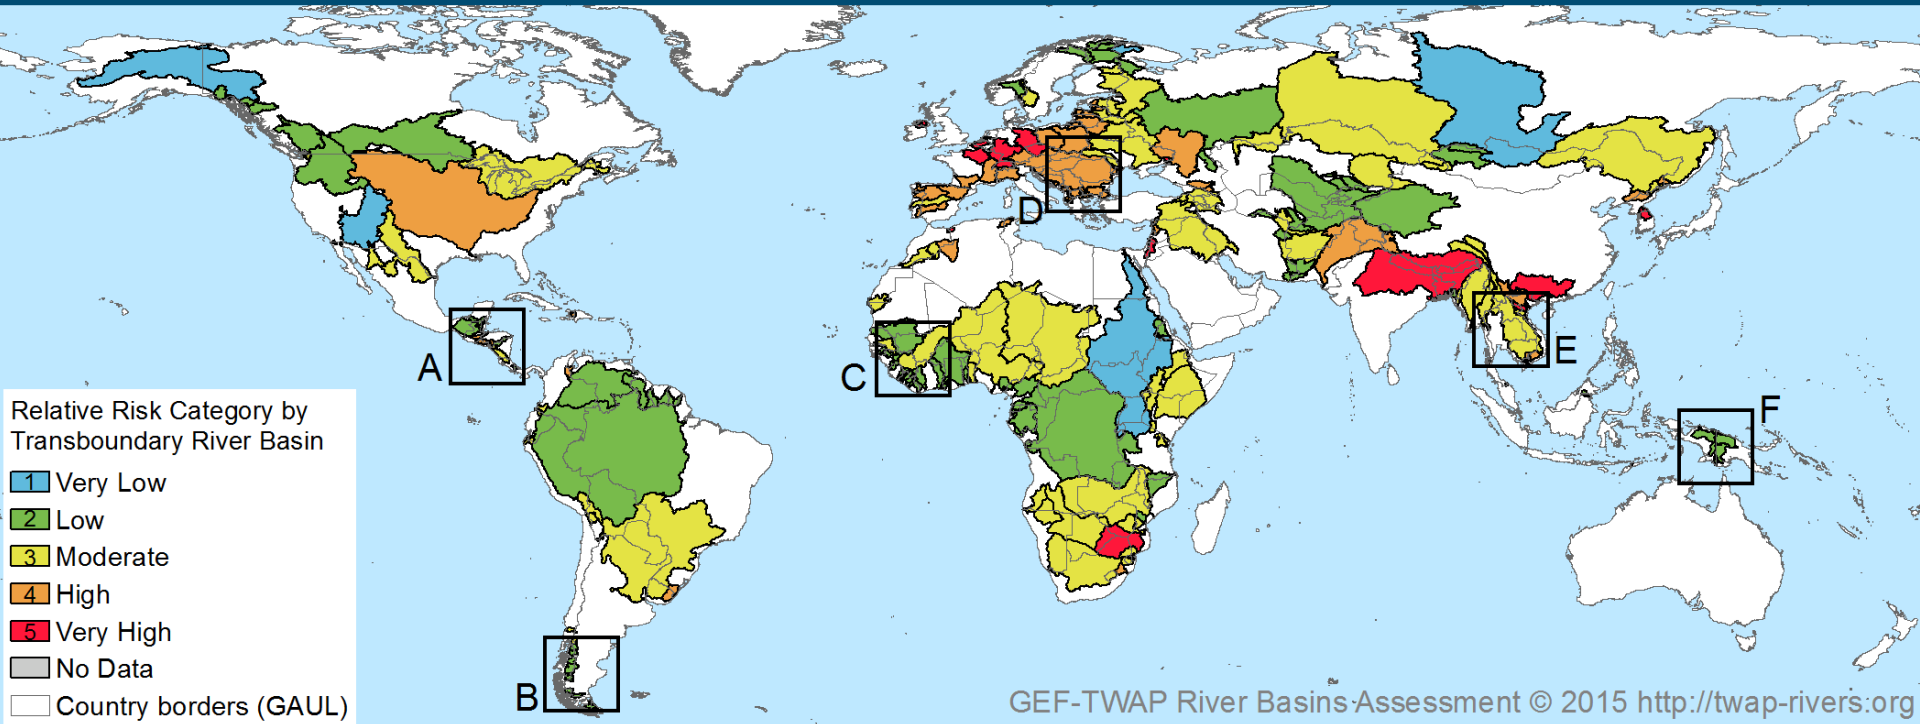 A
B
C
D
E
F
Relative Risk Category by
Transboundary River Basin
1 Very Low
2 Low
3 Moderate
4 High
5 Very High
No Data
Country borders (GAUL)
GEF-TWAP River Basins Assessment © 2015 http://twap-rivers.org